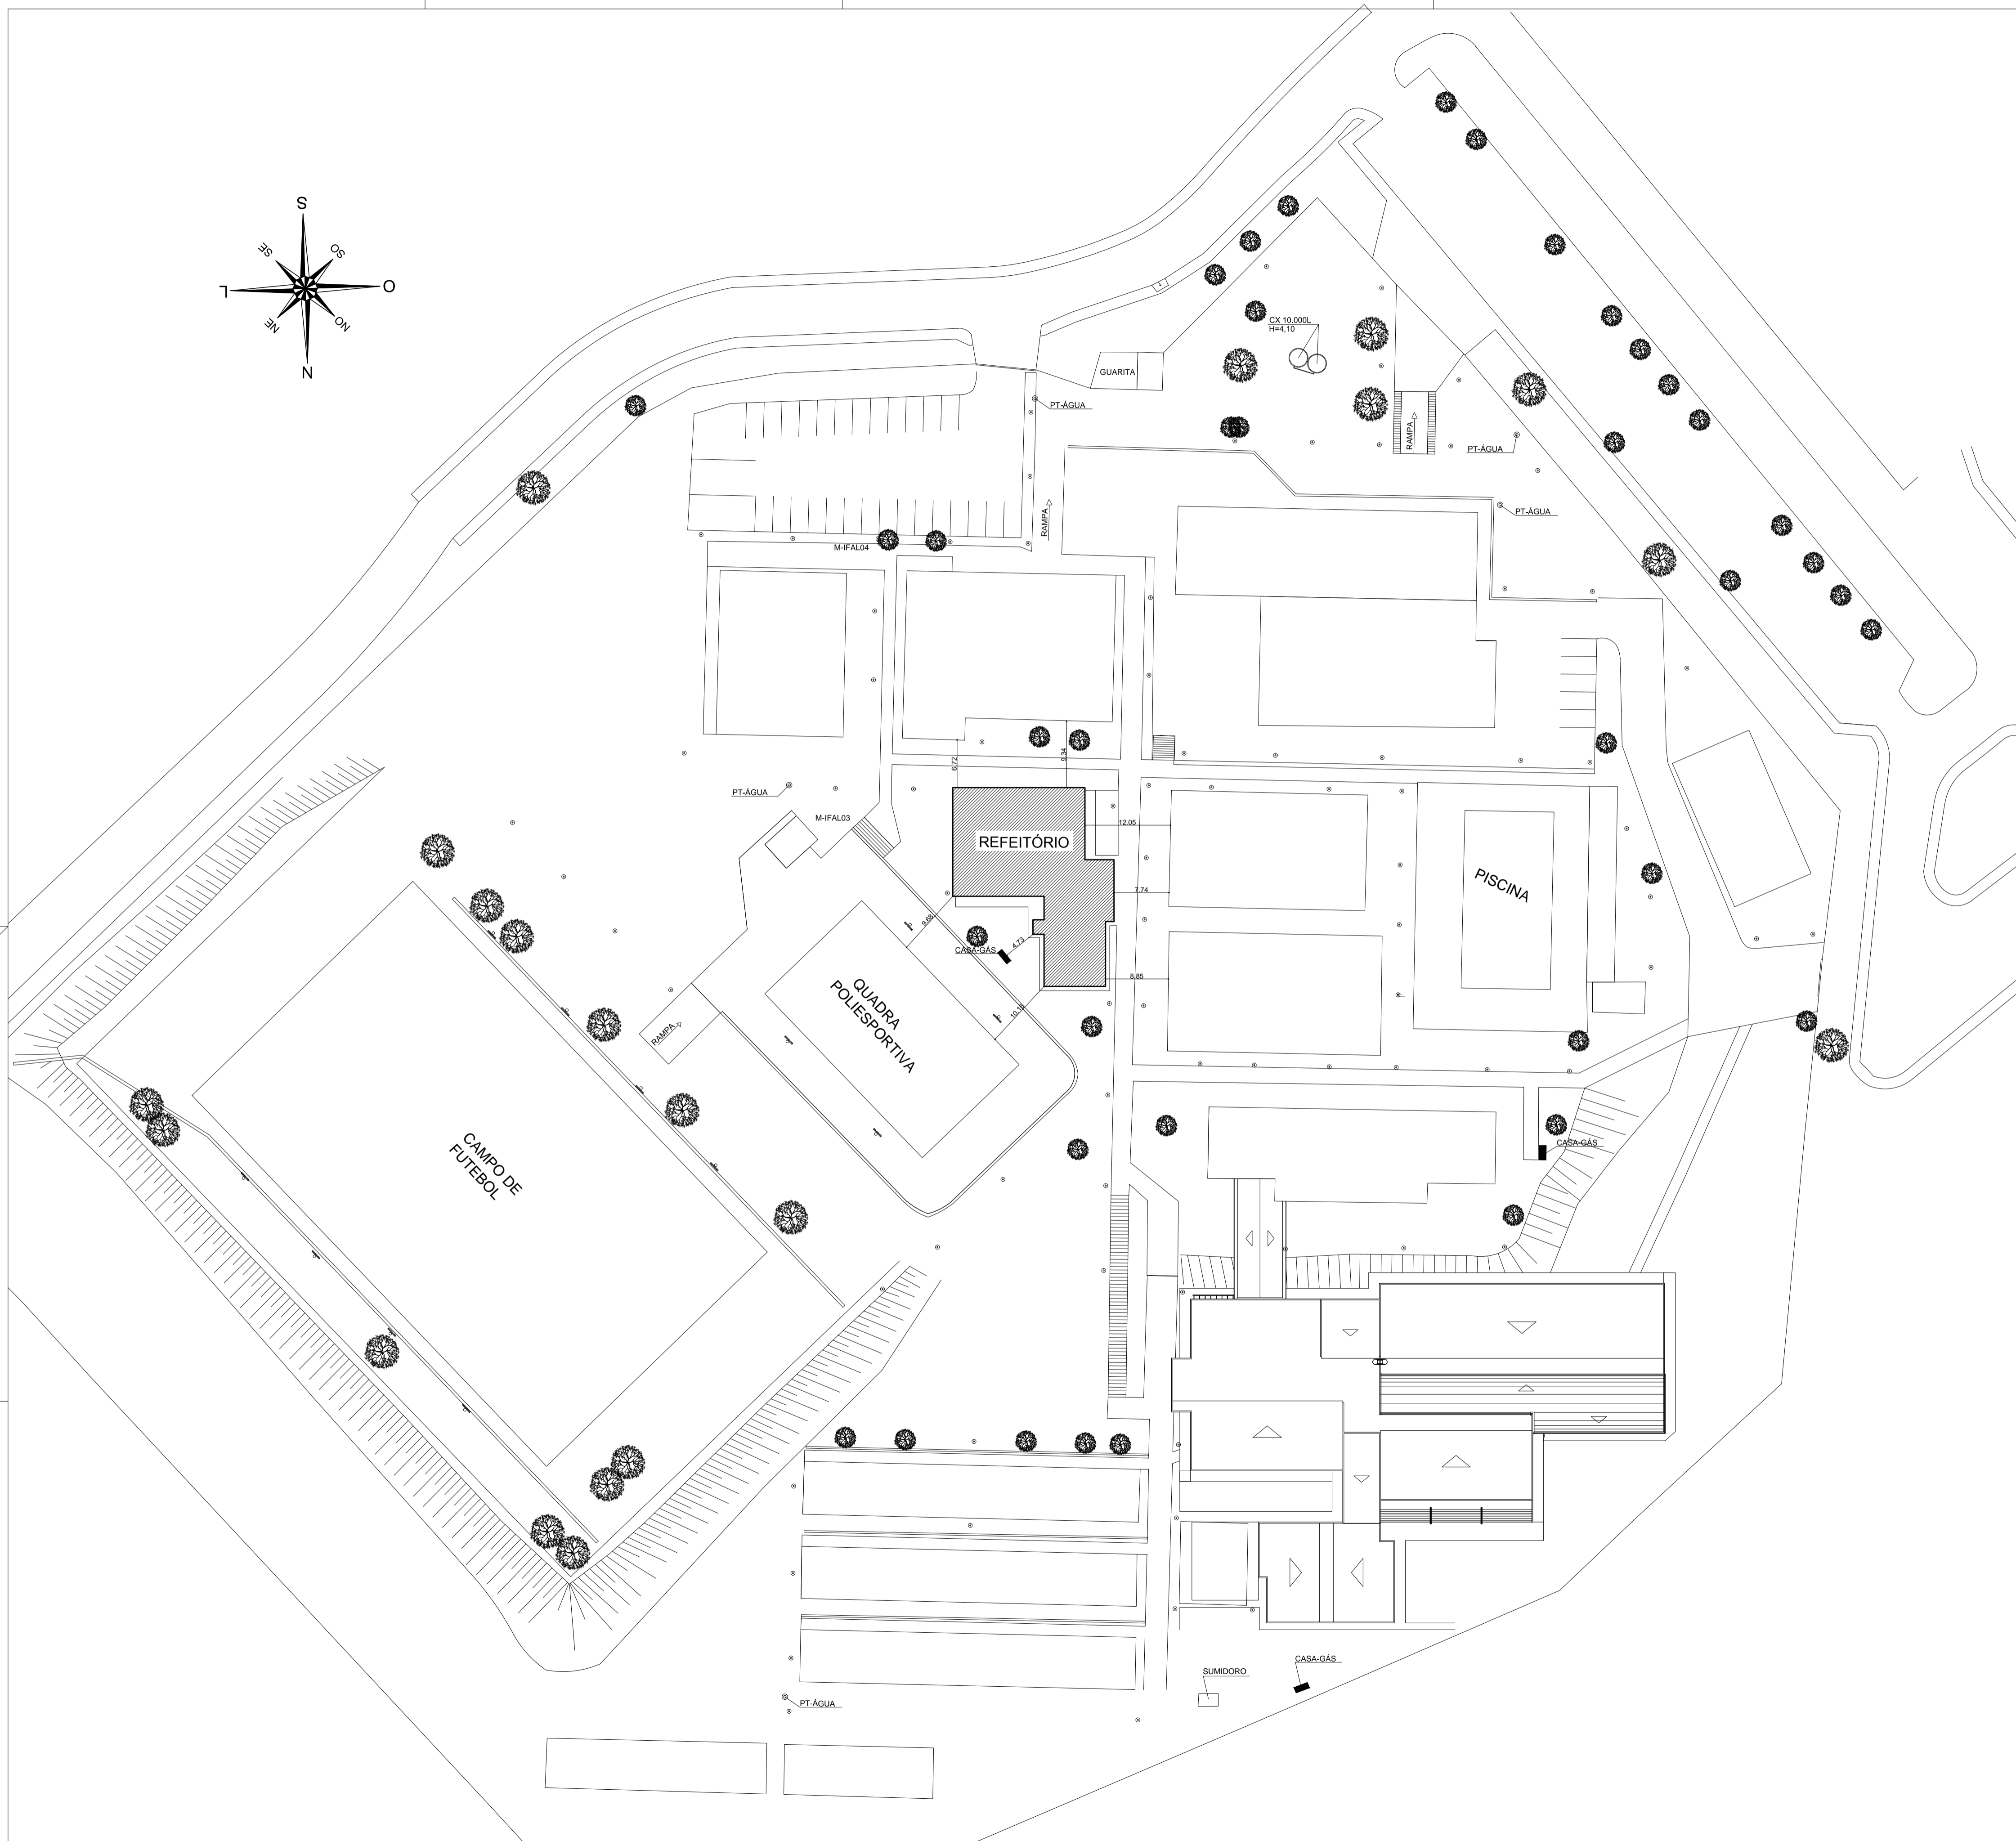 S
SE
SO
L
O
NE
NO
N
CX 10.000L
H=4,10
GUARITA
PT-ÁGUA
RAMPA
PT-ÁGUA
PT-ÁGUA
RAMPA
M-IFAL04
6.72
9.34
PT-ÁGUA
M-IFAL03
12.05
REFEITÓRIO
PISCINA
7.74
9.68
4.73
CASA-GÁS
8.85
QUADRA
POLIESPORTIVA
10.18
RAMPA
CAMPO DE
FUTEBOL
CASA-GÁS
CASA-GÁS
SUMIDORO
PT-ÁGUA